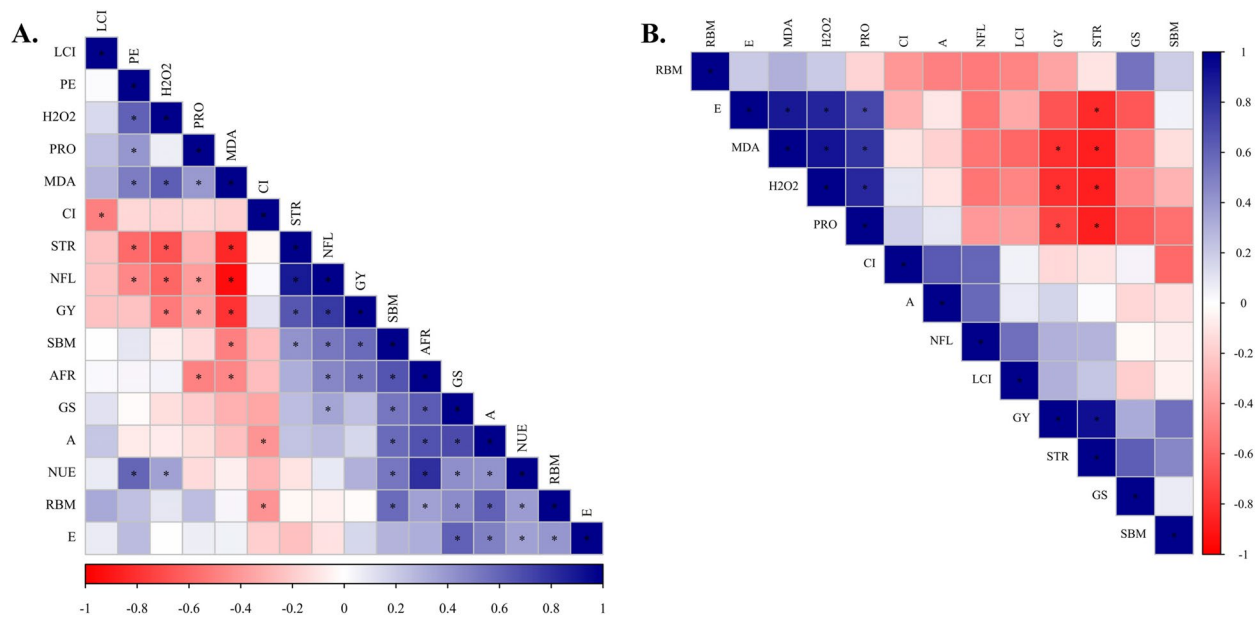 A.
LCI
PE
H2O2
PRO
MDA
CI
STR
NFL
GY
SBM
AFR
GS
A
NUE
RBM
E
LCI
PE
H2O2
PRO
MDA
CI
STR
NFL
GY
SBM
AFR
GS
A
NUE
RBM
E
-1 -0.8 -0.6 -0.4 -0.2 0 0.2 0.4 0.6 0.8 1
B.
RBM
E
MDA
H2O2
PRO
CI
A
NFL
LCI
GY
STR
GS
SBM
RBM
E
MDA
H2O2
PRO
CI
A
NFL
LCI
GY
STR
GS
SBM
1
0.8
0.6
0.4
0.2
0
-0.2
-0.4
-0.6
-0.8
-1